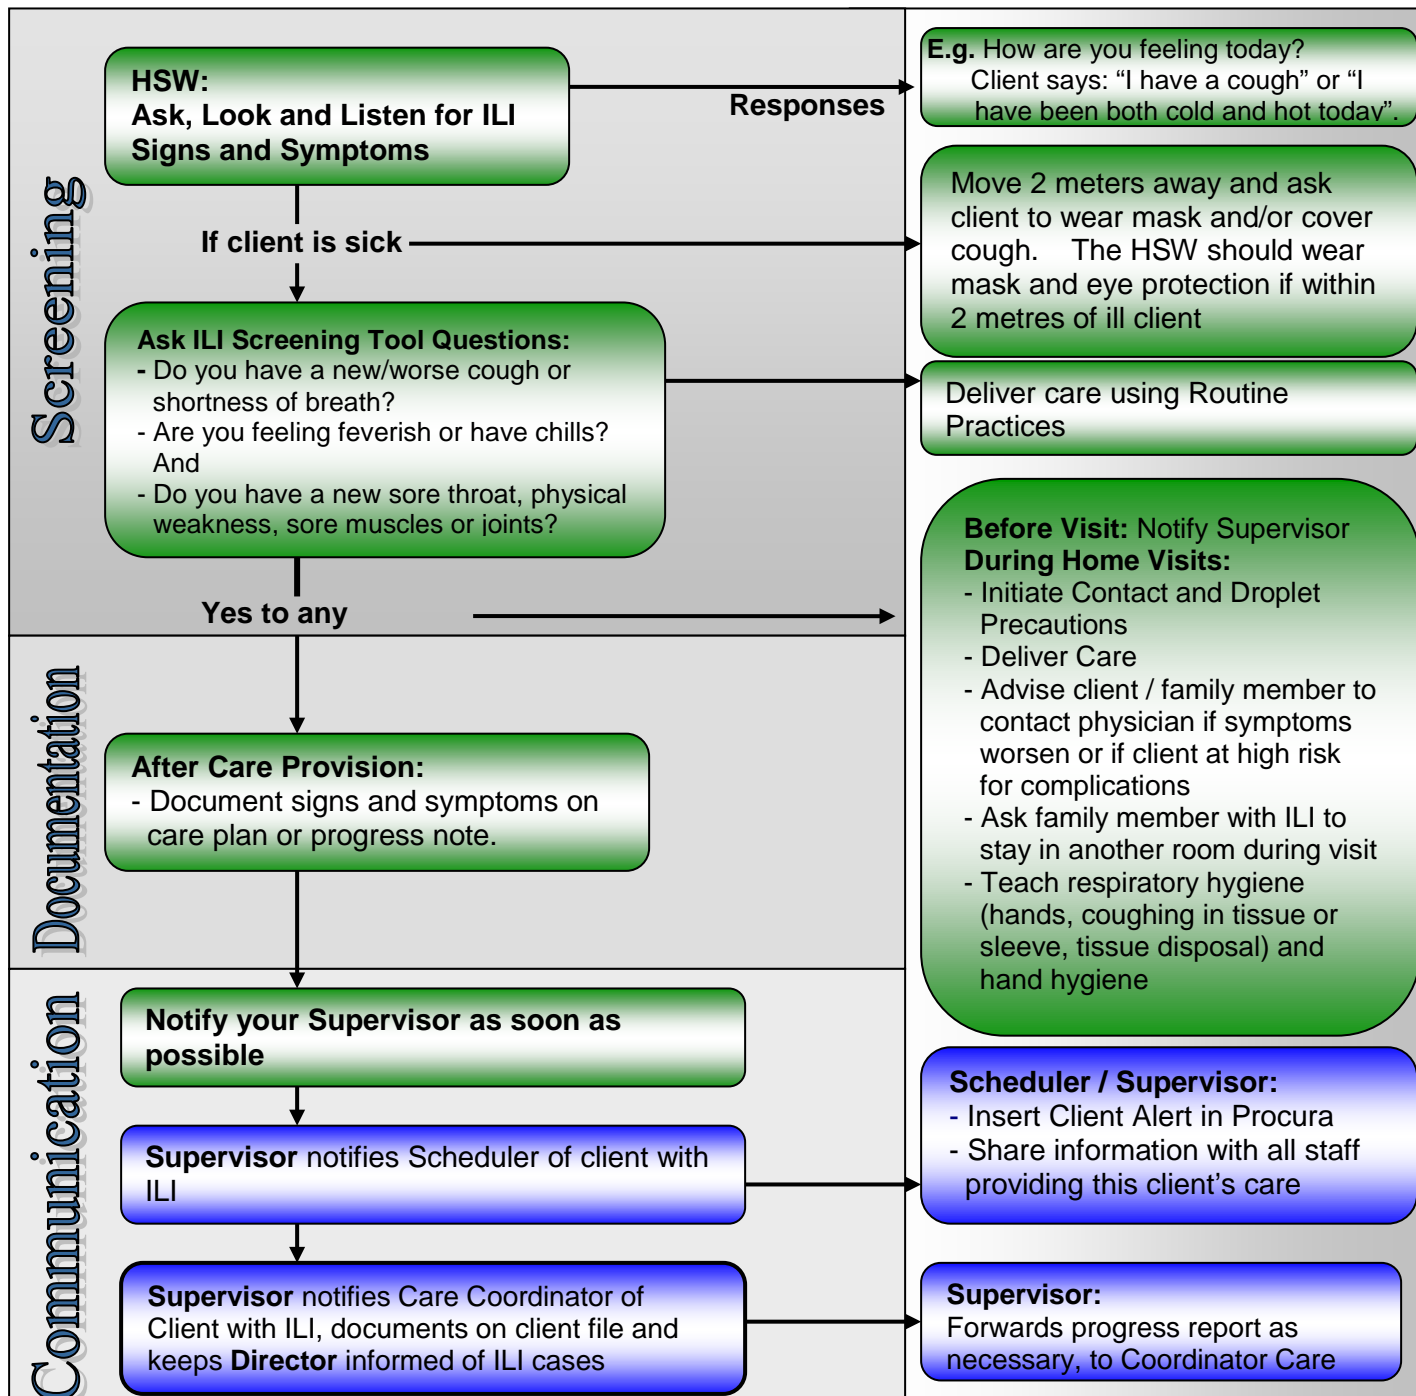 Screening
HSW:
Ask, Look and Listen for ILI
Signs and Symptoms
Responses
E.g. How are you feeling today?
Client says: “I have a cough” or “I
have been both cold and hot today”.
If client is sick
Move 2 meters away and ask
client to wear mask and/or cover
cough. The HSW should wear
mask and eye protection if within
2 metres of ill client
Ask ILI Screening Tool Questions:
- Do you have a new/worse cough or
shortness of breath?
- Are you feeling feverish or have chills?
And
- Do you have a new sore throat, physical
weakness, sore muscles or joints?
Deliver care using Routine
Practices
Yes to any
Before Visit: Notify Supervisor
During Home Visits:
- Initiate Contact and Droplet
Precautions
- Deliver Care
- Advise client / family member to
contact physician if symptoms
worsen or if client at high risk
for complications
- Ask family member with ILI to
stay in another room during visit
- Teach respiratory hygiene
(hands, coughing in tissue or
sleeve, tissue disposal) and
hand hygiene
Documentation
After Care Provision:
- Document signs and symptoms on
care plan or progress note.
Communication
Notify your Supervisor as soon as
possible
Supervisor notifies Scheduler of client with
ILI
Scheduler / Supervisor:
- Insert Client Alert in Procura
- Share information with all staff
providing this client’s care
Supervisor notifies Care Coordinator of
Client with ILI, documents on client file and
keeps Director informed of ILI cases
Supervisor:
Forwards progress report as
necessary, to Coordinator Care